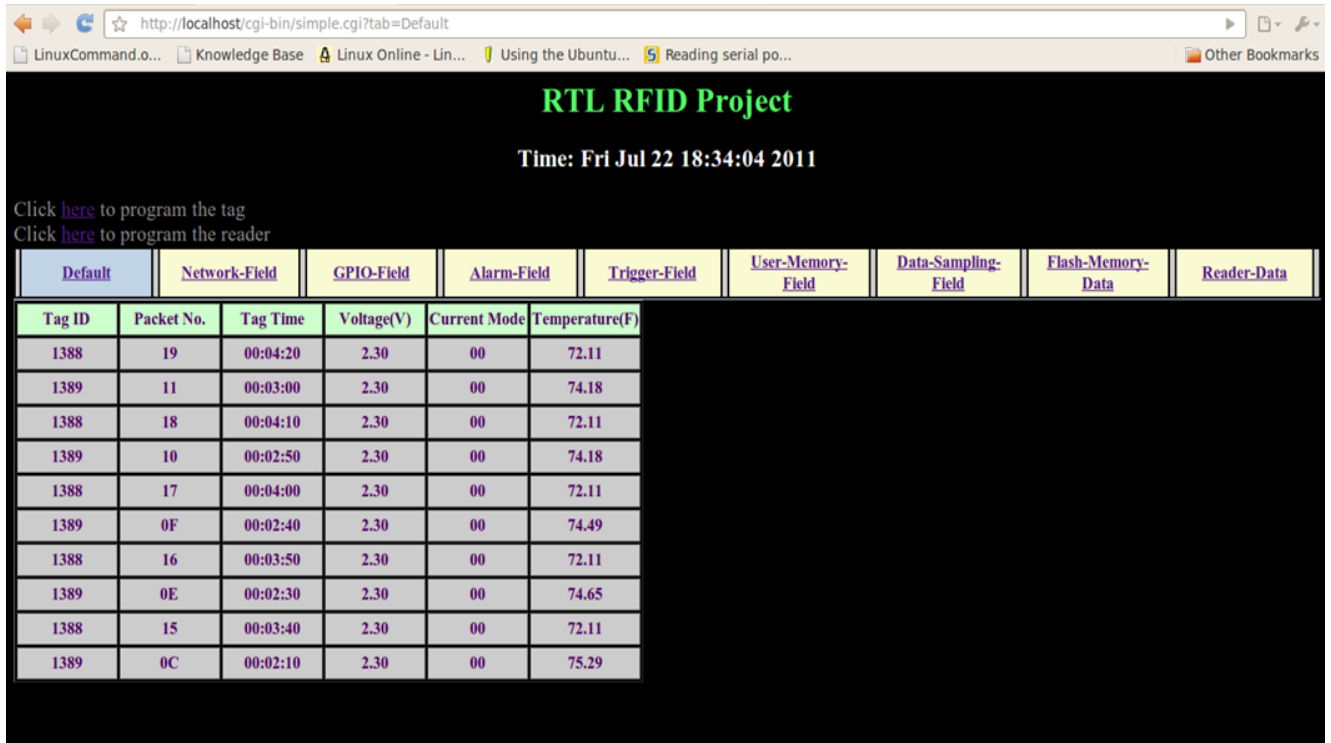 http://localhost/cgi-bin/simple.cgi?tab=Default
LinuxCommand.o... Knowledge Base Linux Online - Lin... Using the Ubuntu... Reading serial po... Other Bookmarks
RTL RFID Project
Time: Fri Jul 22 18:34:04 2011
Click here to program the tag
Click here to program the reader
Default Network-Field GPIO-Field Alarm-Field Trigger-Field User-Memory-Field Data-Sampling-Field Flash-Memory-Data Reader-Data
Tag ID Packet No. Tag Time Voltage(V) Current Mode Temperature(F)
1388 19 00:04:20 2.30 00 72.11
1389 11 00:03:00 2.30 00 74.18
1388 18 00:04:10 2.30 00 72.11
1389 10 00:02:50 2.30 00 74.18
1388 17 00:04:00 2.30 00 72.11
1389 0F 00:02:40 2.30 00 74.49
1388 16 00:03:50 2.30 00 72.11
1389 0E 00:02:30 2.30 00 74.65
1388 15 00:03:40 2.30 00 72.11
1389 0C 00:02:10 2.30 00 75.29